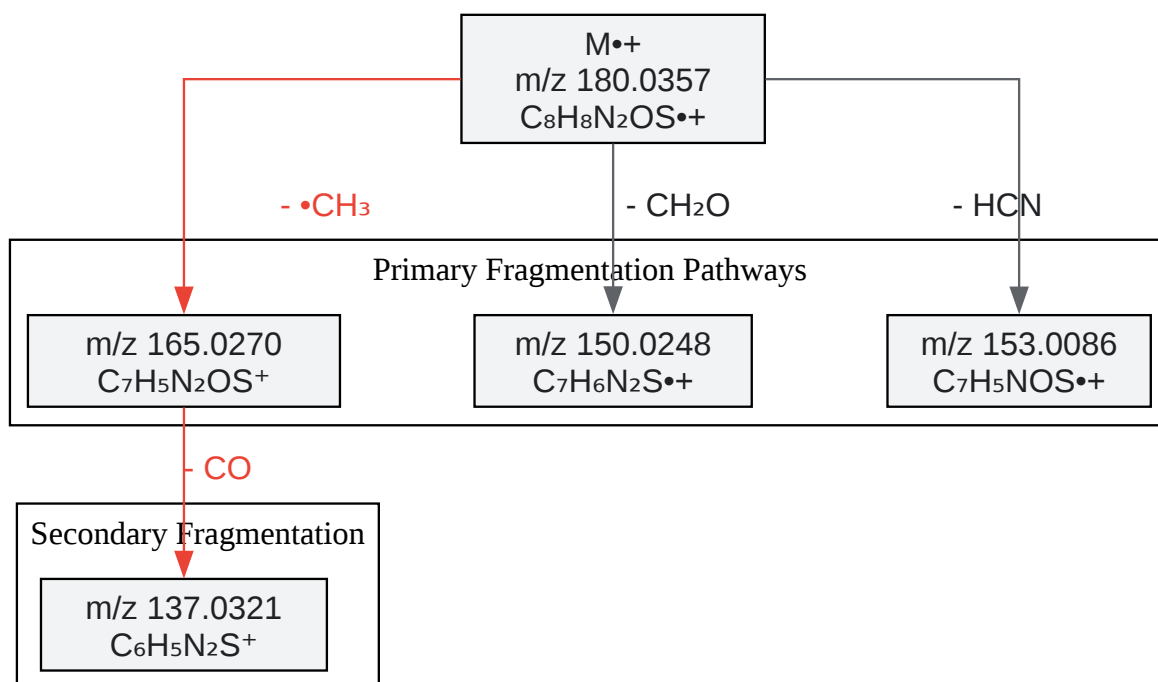 M•+
m/z 180.0357
C₈H₈N₂OS•+
- •CH₃
- CH₂O
- HCN
Primary Fragmentation Pathways
m/z 165.0270
C₇H₅N₂OS⁺
m/z 150.0248
C₇H₆N₂S•+
m/z 153.0086
C₇H₅NOS•+
- CO
Secondary Fragmentation
m/z 137.0321
C₆H₅N₂S⁺